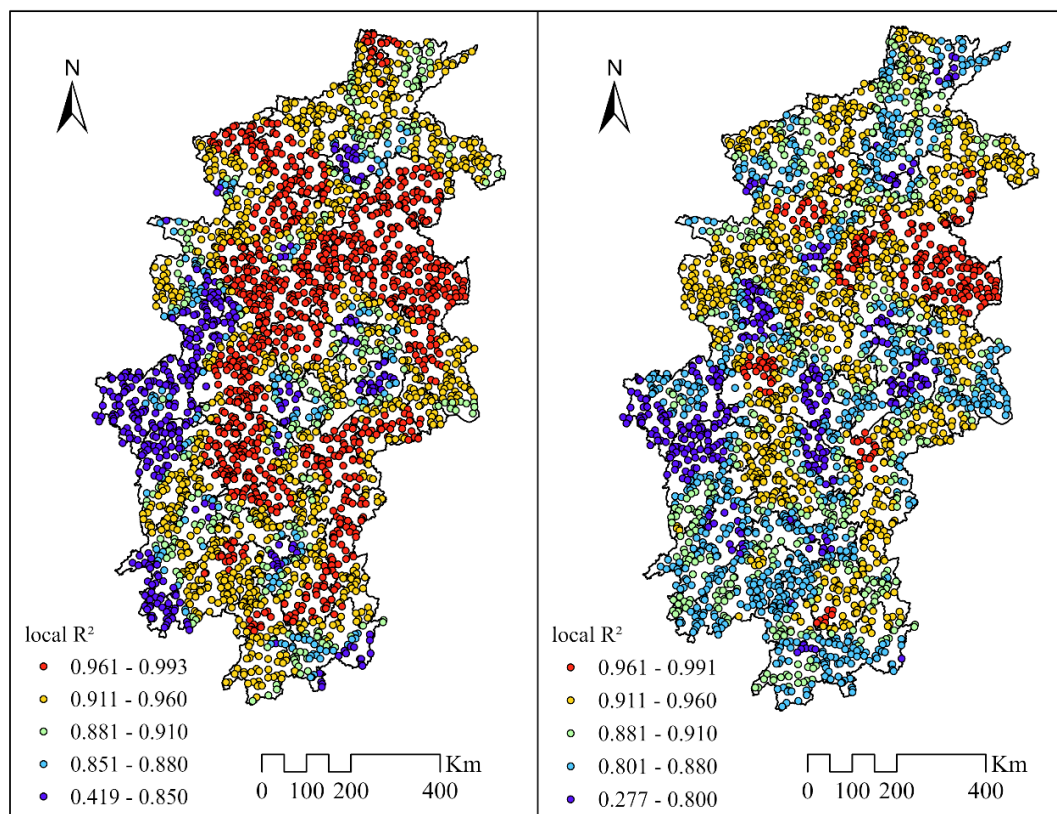 N
local R²
0.961 - 0.993
0.911 - 0.960
0.881 - 0.910
0.851 - 0.880
0.419 - 0.850
Km
0 100 200 400
N
local R²
0.961 - 0.991
0.911 - 0.960
0.881 - 0.910
0.801 - 0.880
0.277 - 0.800
Km
0 100 200 400